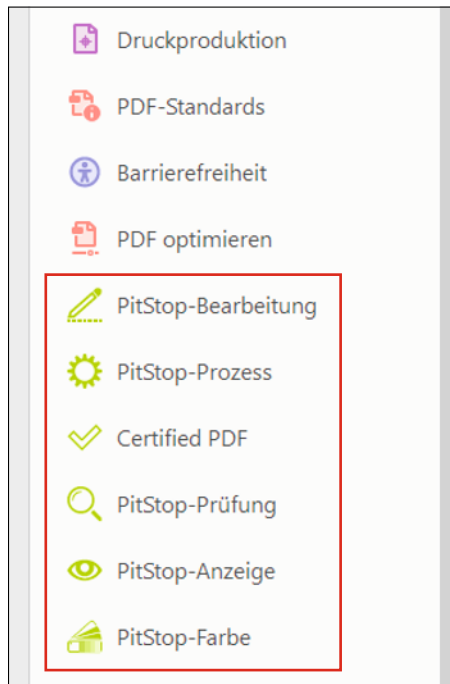 Druckproduktion
PDF-Standards
Barrierefreiheit
PDF optimieren
PitStop-Bearbeitung
PitStop-Prozess
Certified PDF
PitStop-Prüfung
PitStop-Anzeige
PitStop-Farbe